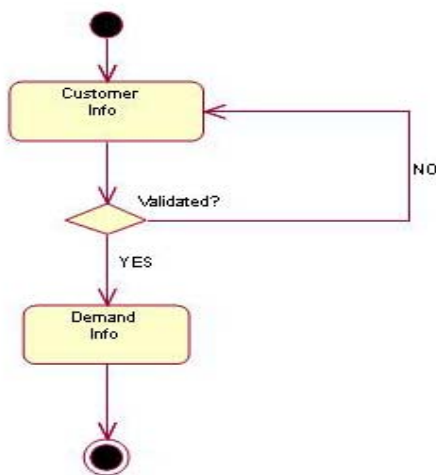 Customer
Info
Validated?
NO
YES
Demand
Info